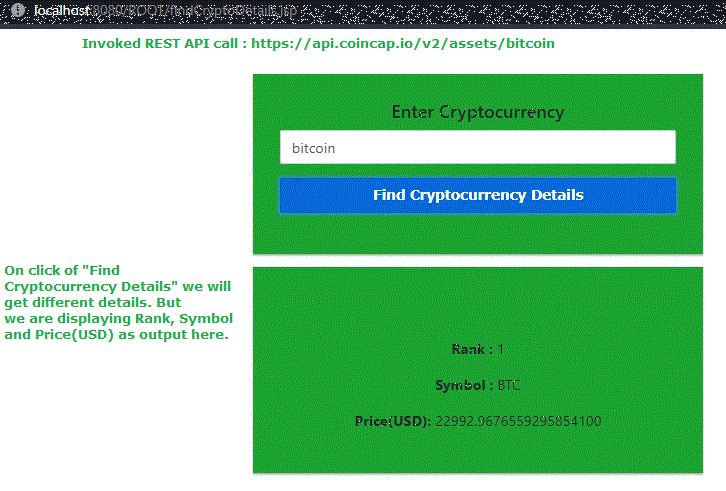 localhost:8080/ROOT/findCryptoDetails.jsp
Invoked REST API call : https://api.coincap.io/v2/assets/bitcoin
Enter Cryptocurrency
bitcoin
Find Cryptocurrency Details
On click of "Find
Cryptocurrency Details" we will
get different details. But
we are displaying Rank, Symbol
and Price(USD) as output here.
Rank : 1
Symbol : BTC
Price(USD): 22992.9676559295854100